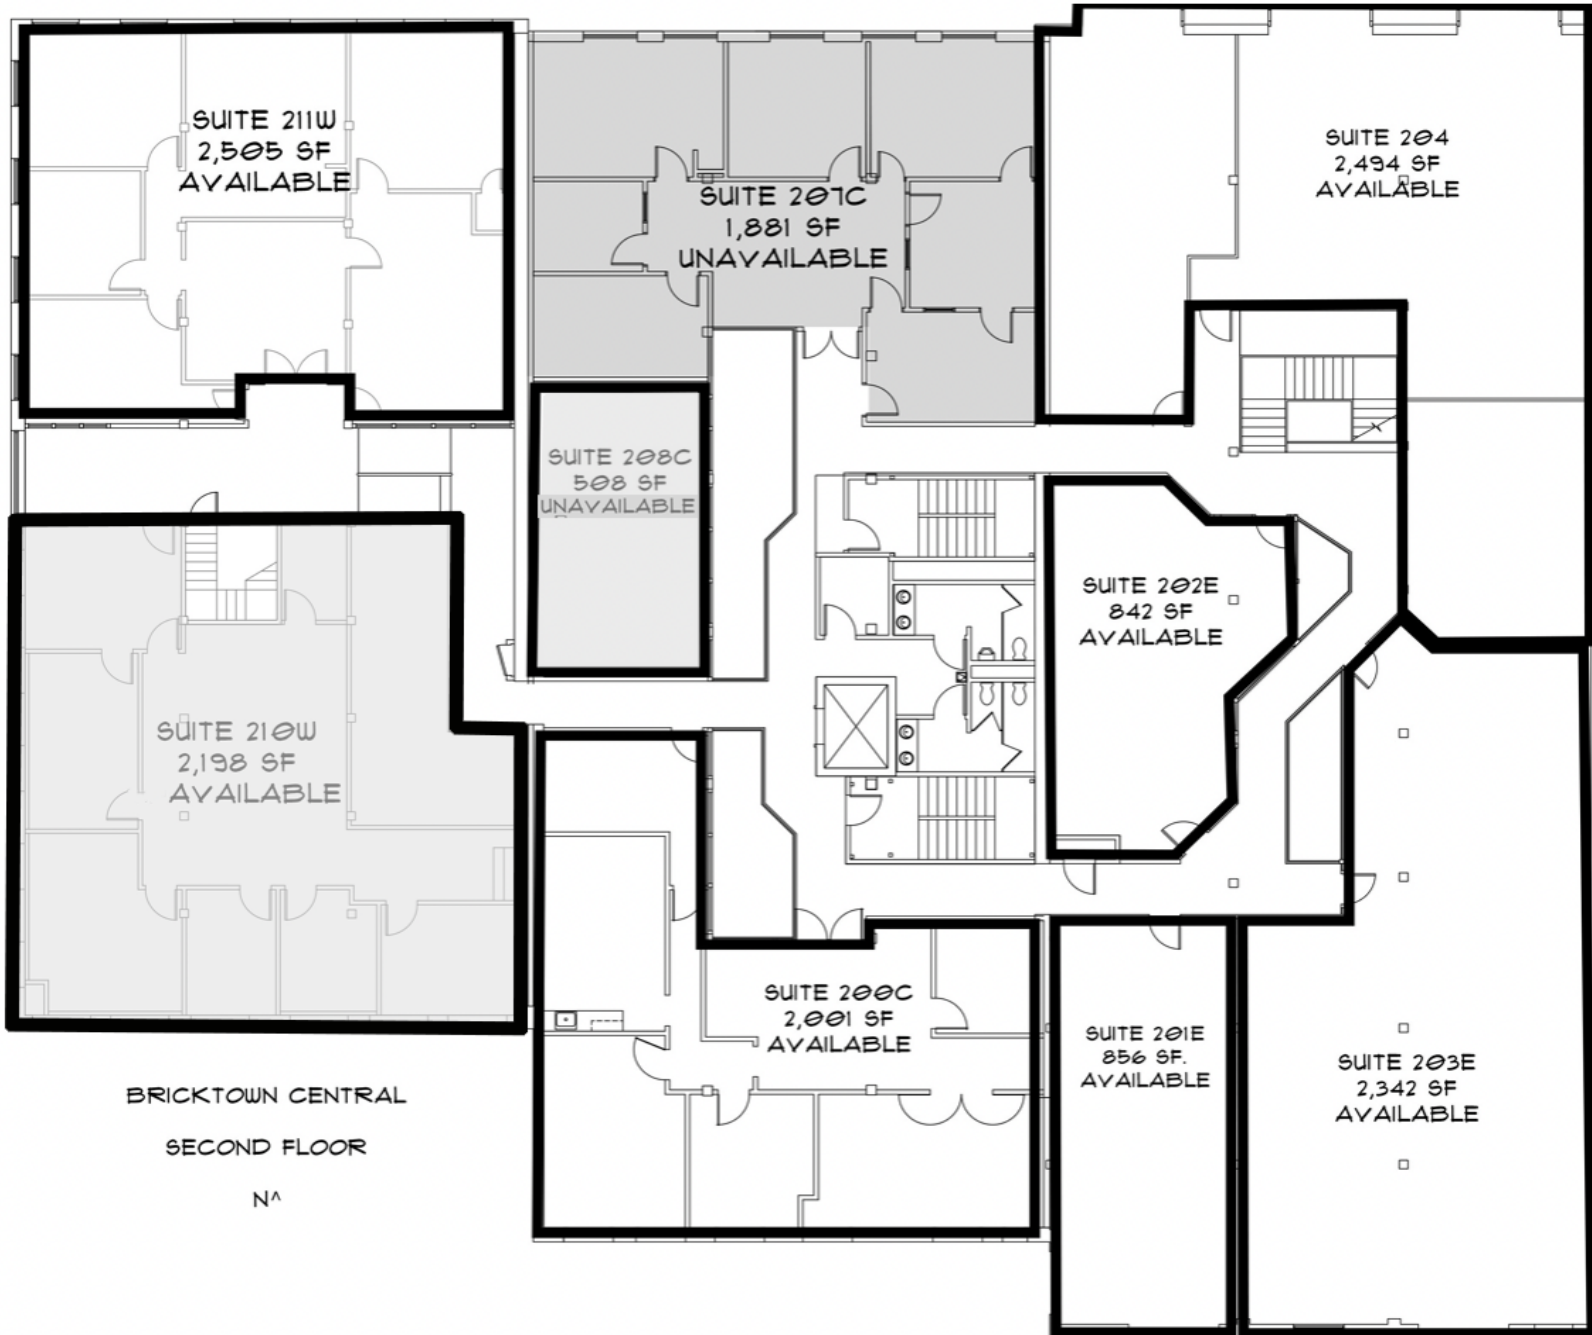 SUITE 211W
2,505 SF
AVAILABLE
SUITE 207C
1,881 SF
UNAVAILABLE
SUITE 204
2,494 SF
AVAILABLE
SUITE 208C
508 SF
UNAVAILABLE
SUITE 202E
842 SF
AVAILABLE
SUITE 210W
2,198 SF
AVAILABLE
SUITE 200C
2,001 SF
AVAILABLE
SUITE 201E
856 SF.
AVAILABLE
SUITE 203E
2,342 SF
AVAILABLE
BRICKTOWN CENTRAL
SECOND FLOOR
N^